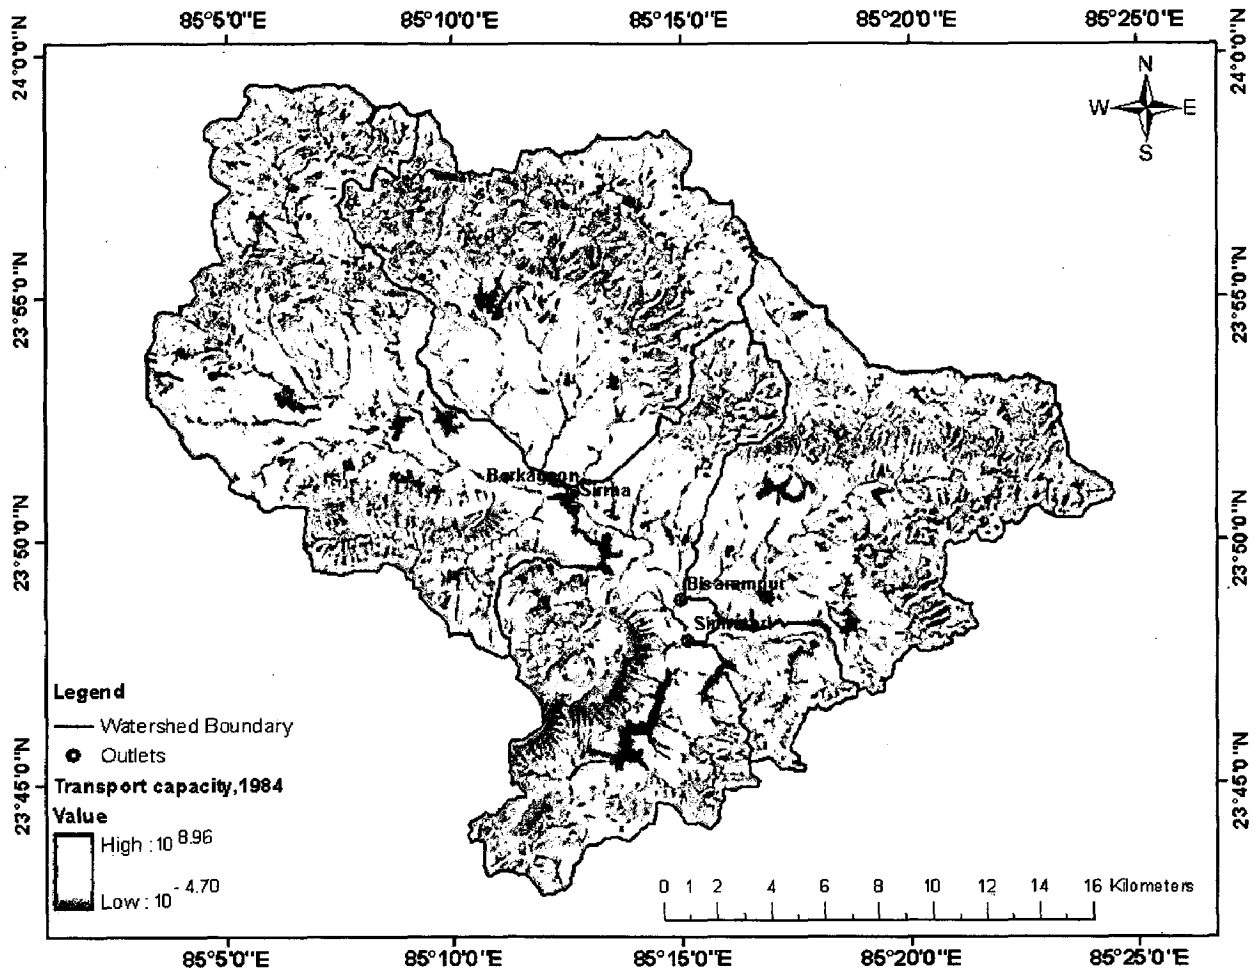 85°5'0"E 85°10'0"E 85°15'0"E 85°20'0"E 85°25'0"E
24°0'0"N 24°0'0"N
N
W E
S
23°55'0"N 23°55'0"N
Barkagaon
Sirma
23°50'0"N 23°50'0"N
Bisarampur
Legend
Watershed Boundary
Outlets
23°45'0"N 23°45'0"N
Transport capacity,1984
Value
High : 10 8.96
Low : 10 - 4.70
0 1 2 4 6 8 10 12 14 16 Kilometers
85°5'0"E 85°10'0"E 85°15'0"E 85°20'0"E 85°25'0"E